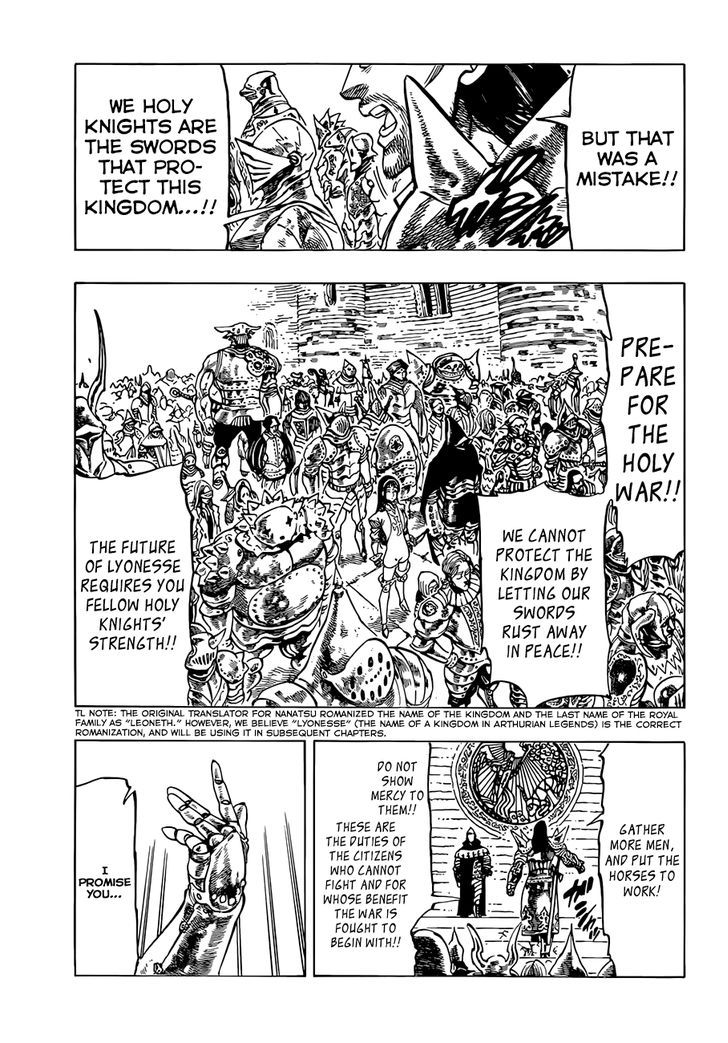 BUT THAT
WAS A
MISTAKE!!
WE HOLY
KNIGHTS ARE
THE SWORDS
THAT PRO-
TECT THIS
KINGDOM...!!
PRE-
PARE
FOR
THE
HOLY
WAR!!
WE CANNOT
PROTECT THE
KINGDOM BY
LETTING OUR
SWORDS
RUST AWAY
IN PEACE!!
THE FUTURE
OF LYONESSE
REQUIRES YOU
FELLOW HOLY
KNIGHTS'
STRENGTH!!
TL NOTE: THE ORIGINAL TRANSLATOR FOR NANATSU ROMANIZED THE NAME OF THE KINGDOM AND THE LAST NAME OF THE ROYAL
FAMILY AS "LEONETH." HOWEVER, WE BELIEVE "LYONESSE" (THE NAME OF A KINGDOM IN ARTHURIAN LEGENDS) IS THE CORRECT
ROMANIZATION, AND WILL BE USING IT IN SUBSEQUENT CHAPTERS.
GATHER
MORE MEN,
AND PUT THE
HORSES TO
WORK!
DO NOT
SHOW
MERCY TO
THEM!!
THESE ARE
THE DUTIES OF
THE CITIZENS
WHO CANNOT
FIGHT AND FOR
WHOSE BENEFIT
THE WAR IS
FOUGHT TO
BEGIN WITH!!
I
PROMISE
YOU...